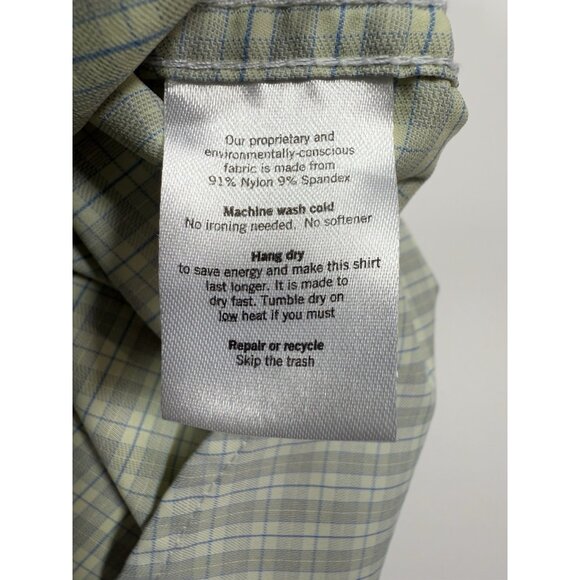 Our proprietary and
environmentally-conscious
fabric is made from
91% Nylon 9% Spandex
Machine wash cold
No ironing needed. No softener
Hang dry
to save energy and make this shirt
last longer. It is made to
dry fast. Tumble dry on
low heat if you must
Repair or recycle
Skip the trash